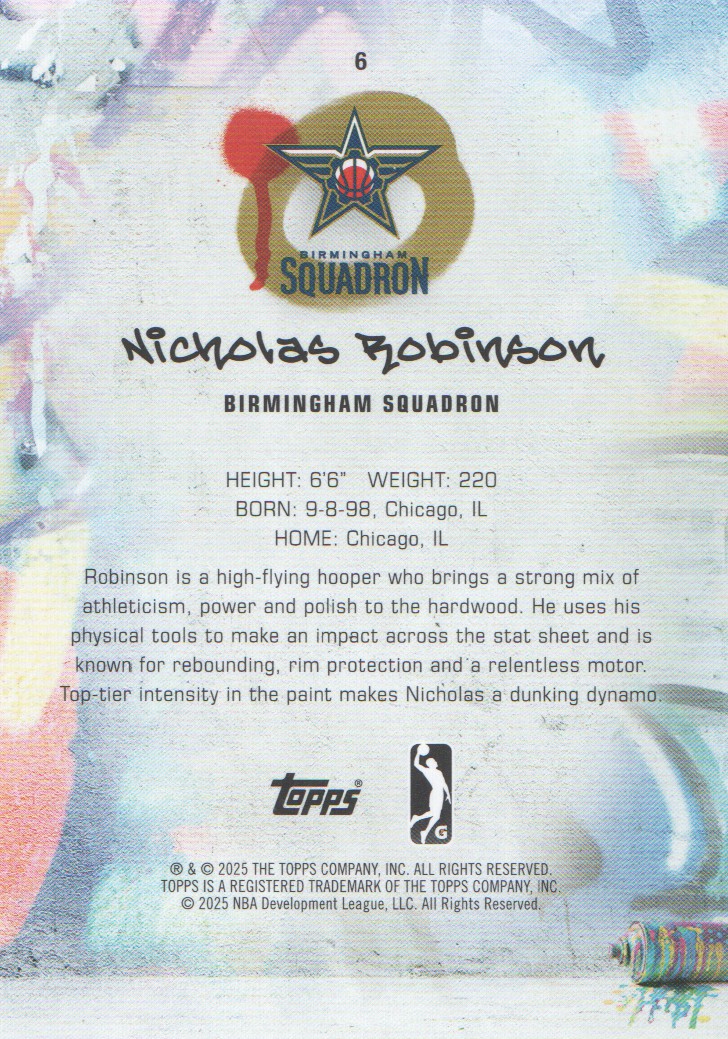 6
BIRMINGHAM
SQUADRON
Nicholas Robinson
BIRMINGHAM SQUADRON
HEIGHT: 6'6" WEIGHT: 220
BORN: 9-8-98, Chicago, IL
HOME: Chicago, IL
Robinson is a high-flying hooper who brings a strong mix of
athleticism, power and polish to the hardwood. He uses his
physical tools to make an impact across the stat sheet and is
known for rebounding, rim protection and a relentless motor.
Top-tier intensity in the paint makes Nicholas a dunking dynamo.
Topps®
G
® & © 2025 THE TOPPS COMPANY, INC. ALL RIGHTS RESERVED.
TOPPS IS A REGISTERED TRADEMARK OF THE TOPPS COMPANY, INC.
© 2025 NBA Development League, LLC. All Rights Reserved.